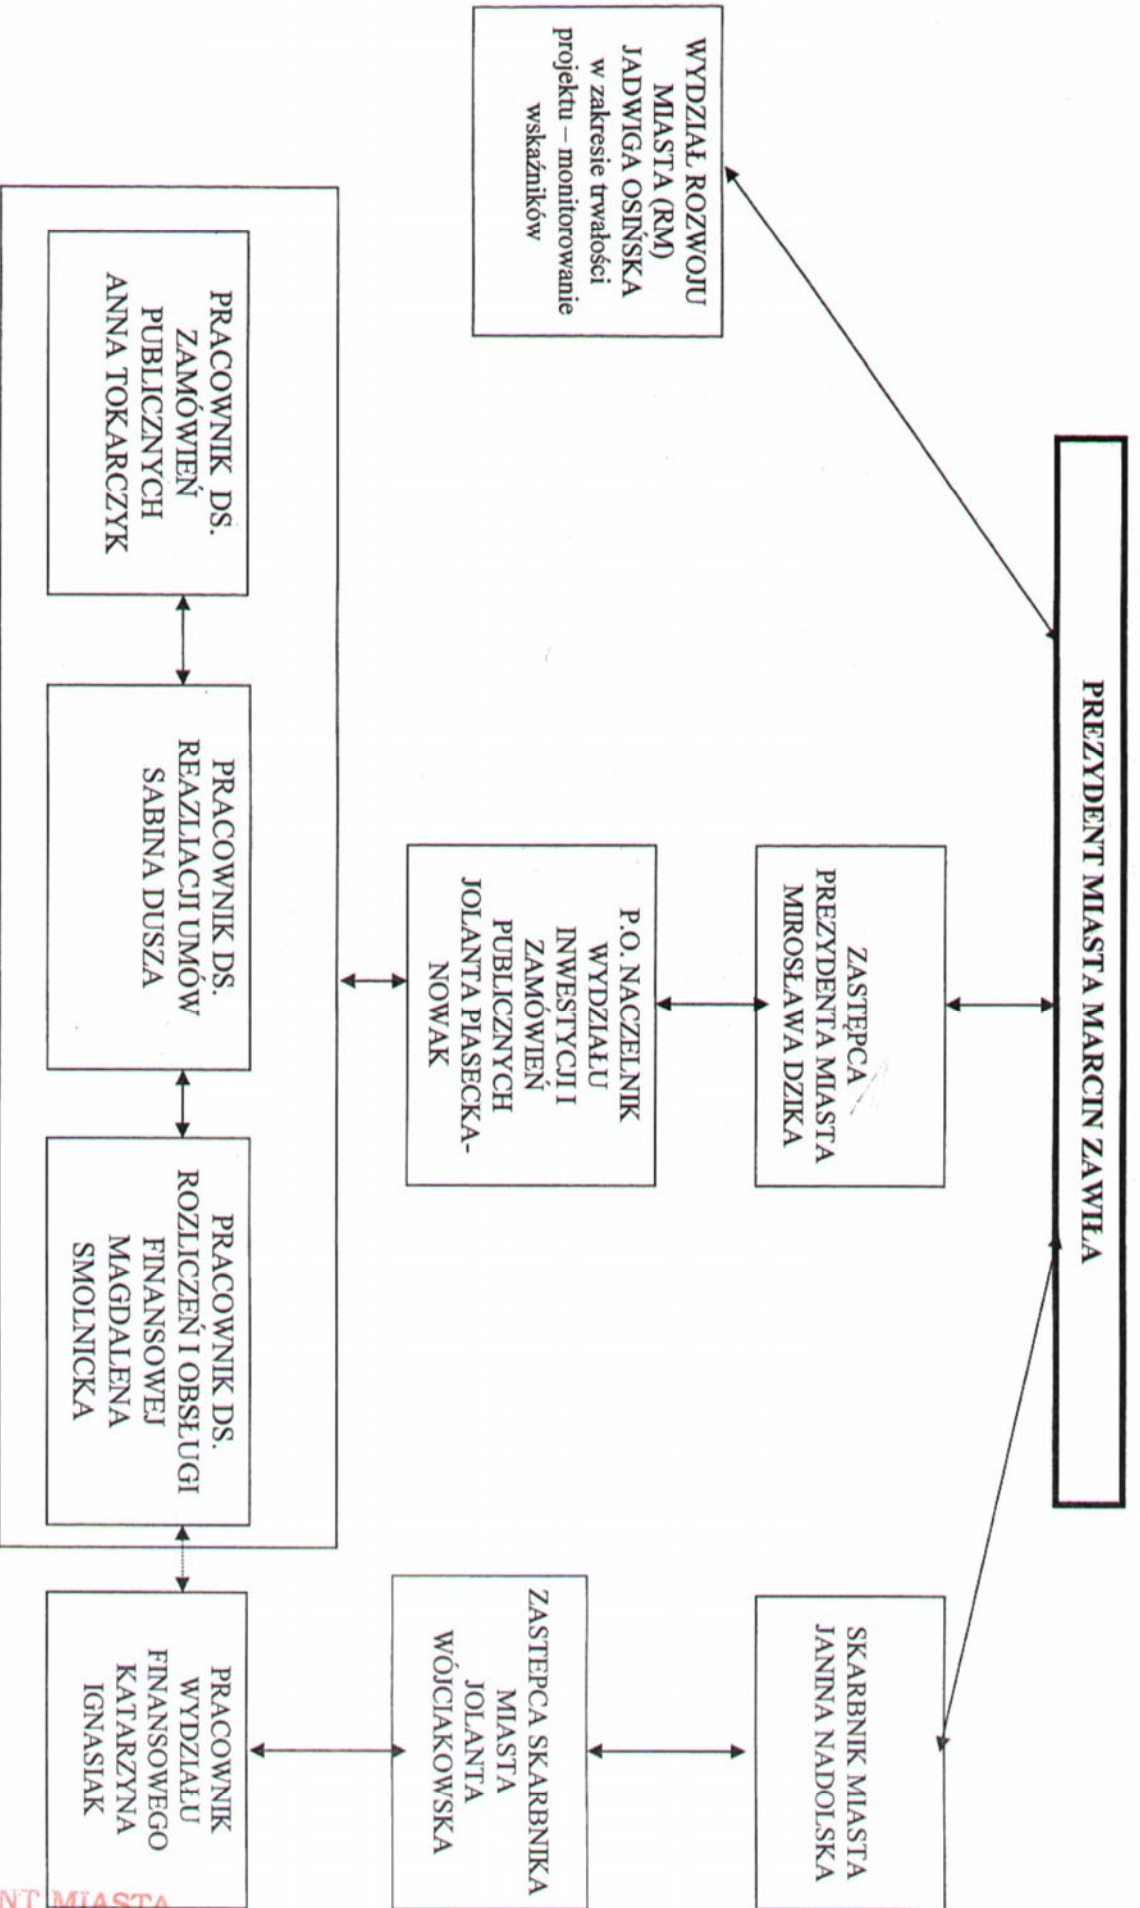 PREZYDENT MIASTA MARCIN ZAWIŁA
WYDZIAŁ ROZWOJU
MIASTA (RM)
JADWIGA OSIŃSKA
w zakresie trwałości
projektu – monitorowanie
wskaźników
ZASTĘPCA
PREZYDENTA MIASTA
MIROSŁAWA DZIKA
SKARBNIK MIASTA
JANINA NADOLSKA
P.O. NACZELNIK
WYDZIAŁU
INWESTYCJI I
ZAMÓWIEŃ
PUBLICZNYCH
JOLANTA PIASECKA-
NOWAK
ZASTEPCA SKARBNIKA
MIASTA
JOLANTA
WÓJCIAKOWSKA
PRACOWNIK DS.
ZAMÓWIEŃ
PUBLICZNYCH
ANNA TOKARCZYK
PRACOWNIK DS.
REAZLIACJI UMÓW
SABINA DUSZA
PRACOWNIK DS.
ROZLICZEŃ I OBSŁUGI
FINANSOWEJ
MAGDALENA
SMOLNICKA
PRACOWNIK
WYDZIAŁU
FINANSOWEGO
KATARZYNA
IGNASIAK
NT MIASTA